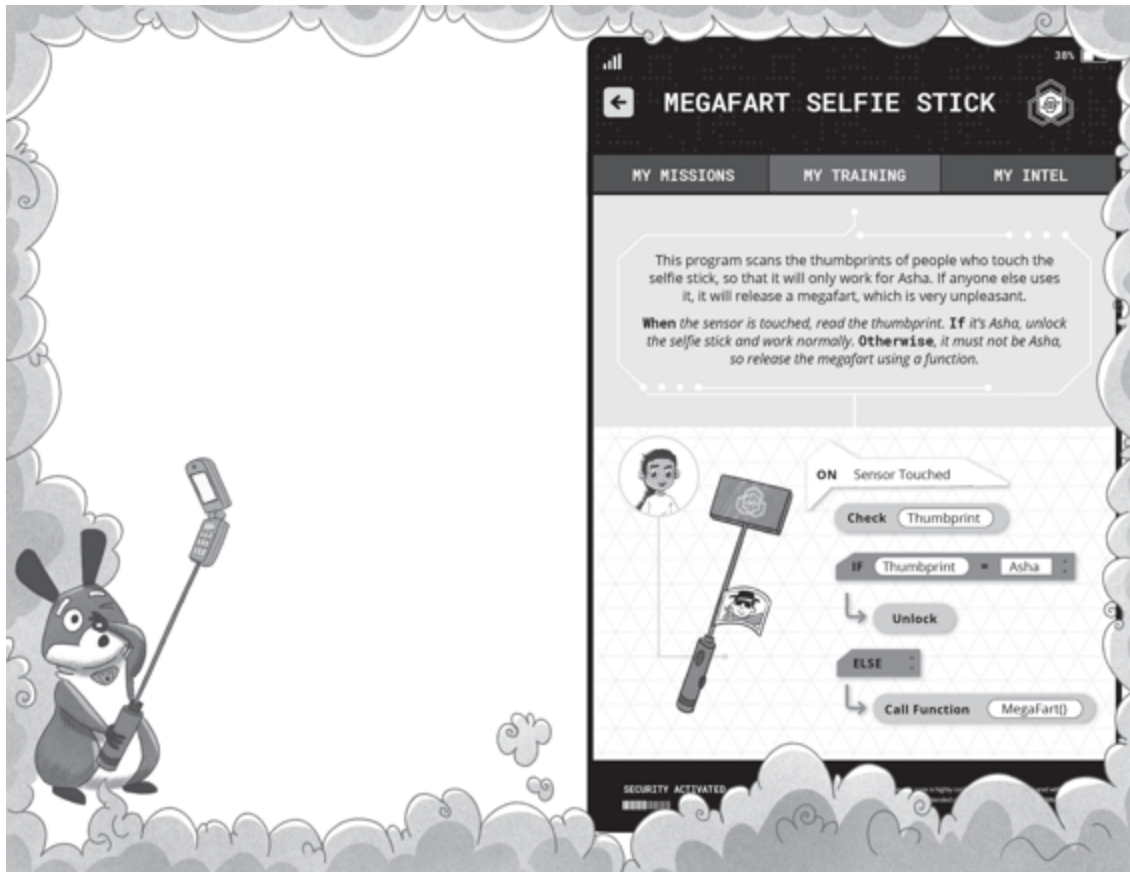 38%
MEGAFART SELFIE STICK
MY MISSIONS
MY TRAINING
MY INTEL
This program scans the thumbprints of people who touch the
selfie stick, so that it will only work for Asha. If anyone else uses
it, it will release a megafart, which is very unpleasant.
When the sensor is touched, read the thumbprint. If it's Asha, unlock
the selfie stick and work normally. Otherwise, it must not be Asha,
so release the megafart using a function.
ON Sensor Touched
Check Thumbprint
IF Thumbprint = Asha :
Unlock
ELSE :
Call Function MegaFart()
SECURITY ACTIVATED